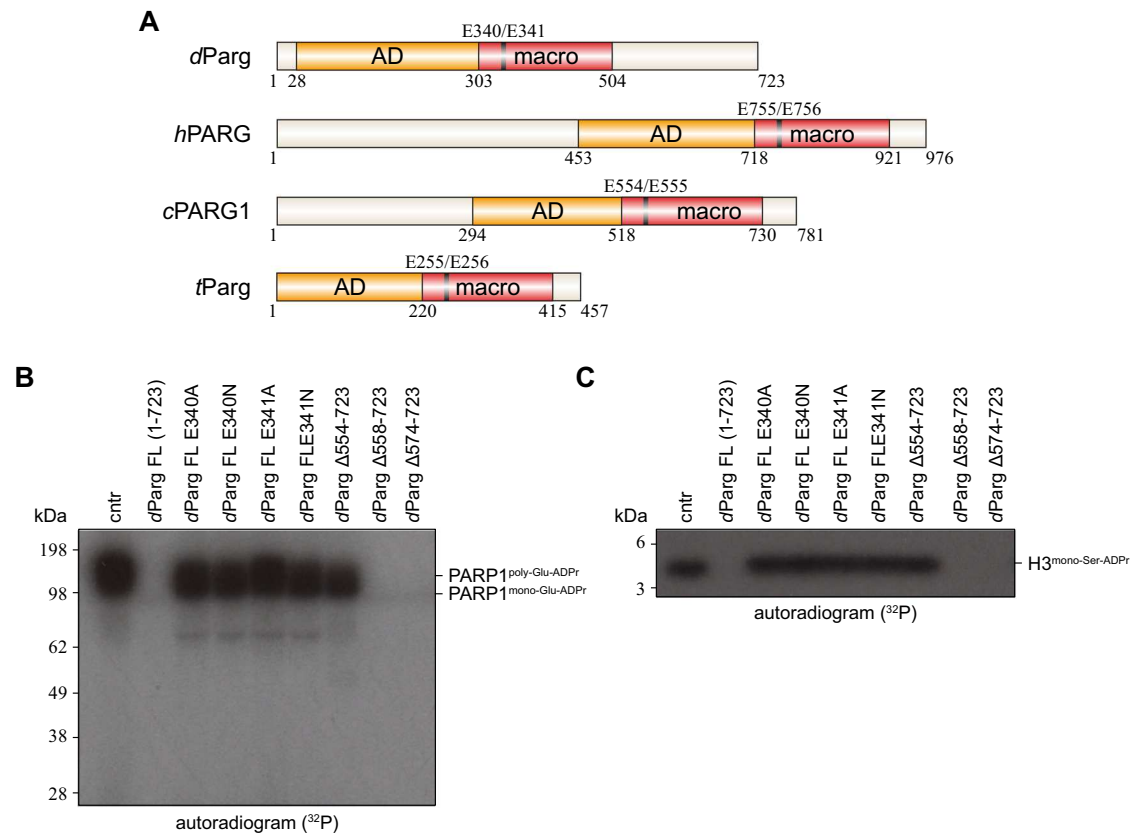 A
E340/E341
dParg AD macro
1 28 303 504 723
E755/E756
hPARG AD macro
1 453 718 921 976
E554/E555
cPARG1 AD macro
1 294 518 730 781
E255/E256
tParg AD macro
1 220 415 457
B
cntr
dParg FL (1-723)
dParg FL E340A
dParg FL E340N
dParg FL E341A
dParg FLE341N
dParg Δ554-723
dParg Δ558-723
dParg Δ574-723
kDa
198
98
62
49
38
28
PARP1poly-Glu-ADPr
PARP1mono-Glu-ADPr
autoradiogram (32P)
C
cntr
dParg FL (1-723)
dParg FL E340A
dParg FL E340N
dParg FL E341A
dParg FLE341N
dParg Δ554-723
dParg Δ558-723
dParg Δ574-723
kDa
6
3
H3mono-Ser-ADPr
autoradiogram (32P)